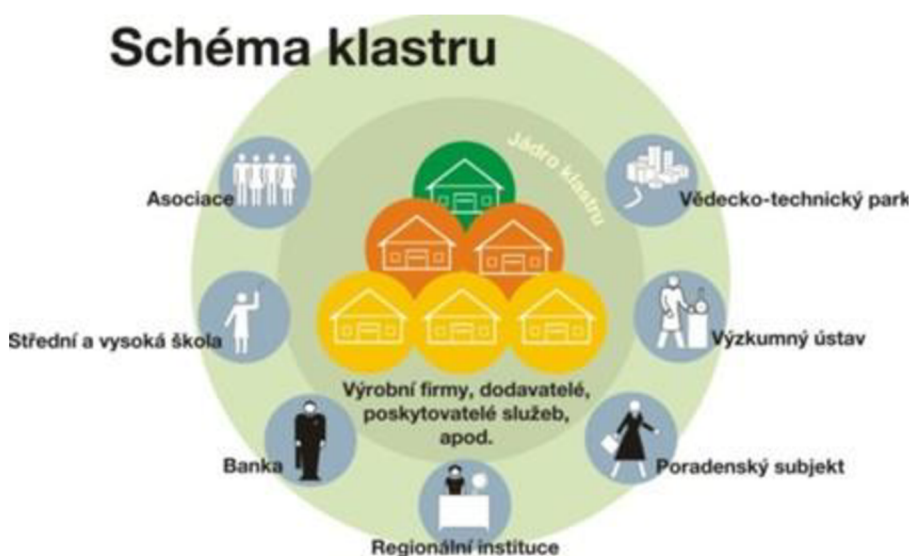 Schéma klastru
Jádro klastru
Asociace
Vědecko-technický park
Střední a vysoká škola
Výzkumný ústav
Výrobní firmy, dodavatelé,
poskytovatelé služeb,
apod.
Banka
Poradenský subjekt
Regionální instituce